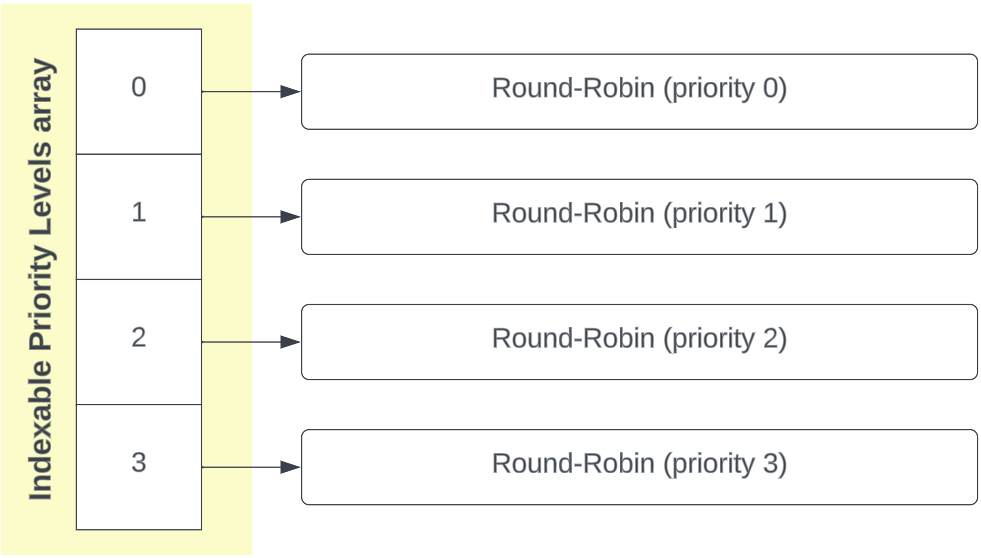 Indexable Priority Levels array
0
Round-Robin (priority 0)
1
Round-Robin (priority 1)
2
Round-Robin (priority 2)
3
Round-Robin (priority 3)